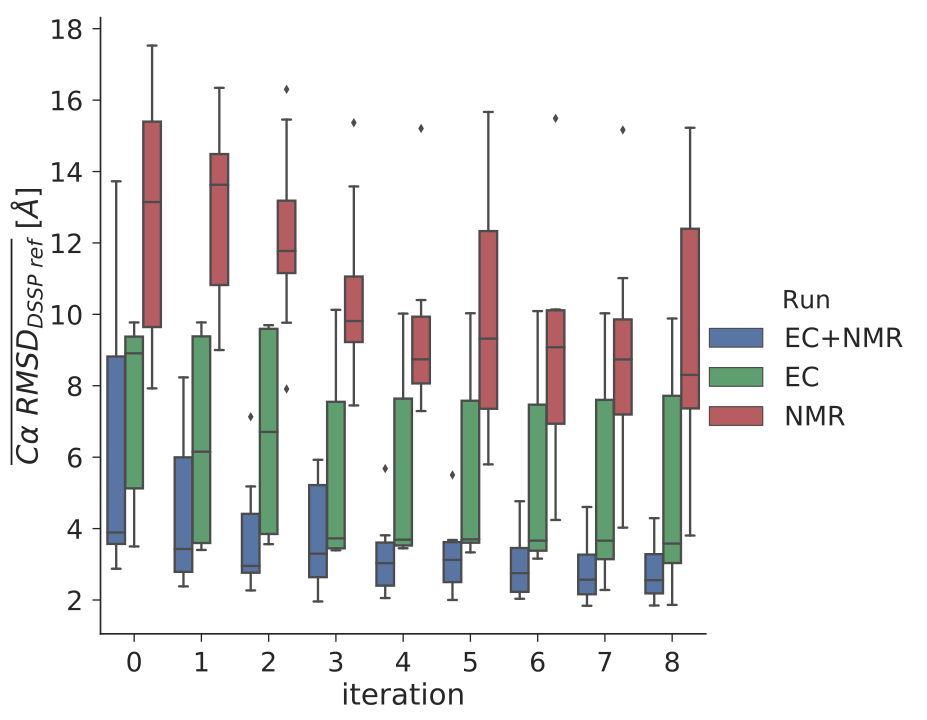 18
16
14
12
10
8
6
4
2
Cα RMSD_DSSP ref [Å]
0 1 2 3 4 5 6 7 8
iteration
Run
EC+NMR
EC
NMR